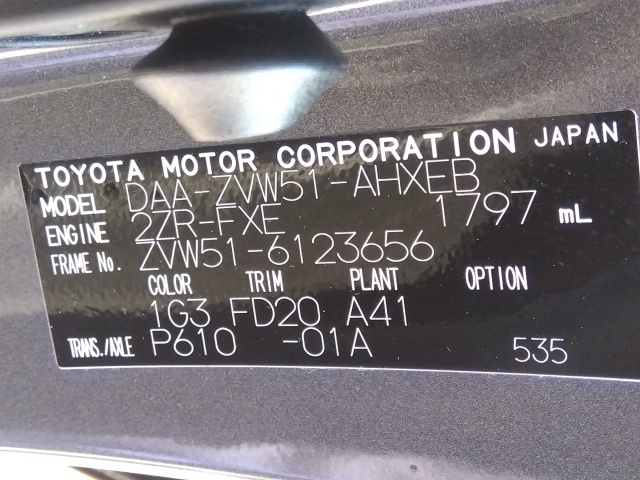 TOYOTA MOTOR CORPORATION JAPAN
MODEL DAA-ZVW51-AHXEB
ENGINE 2ZR-FXE 1797 mL
FRAME No. ZVW51-6123656
COLOR TRIM PLANT OPTION
1G3 FD20 A41
TRANS./AXLE P610 -01A 535